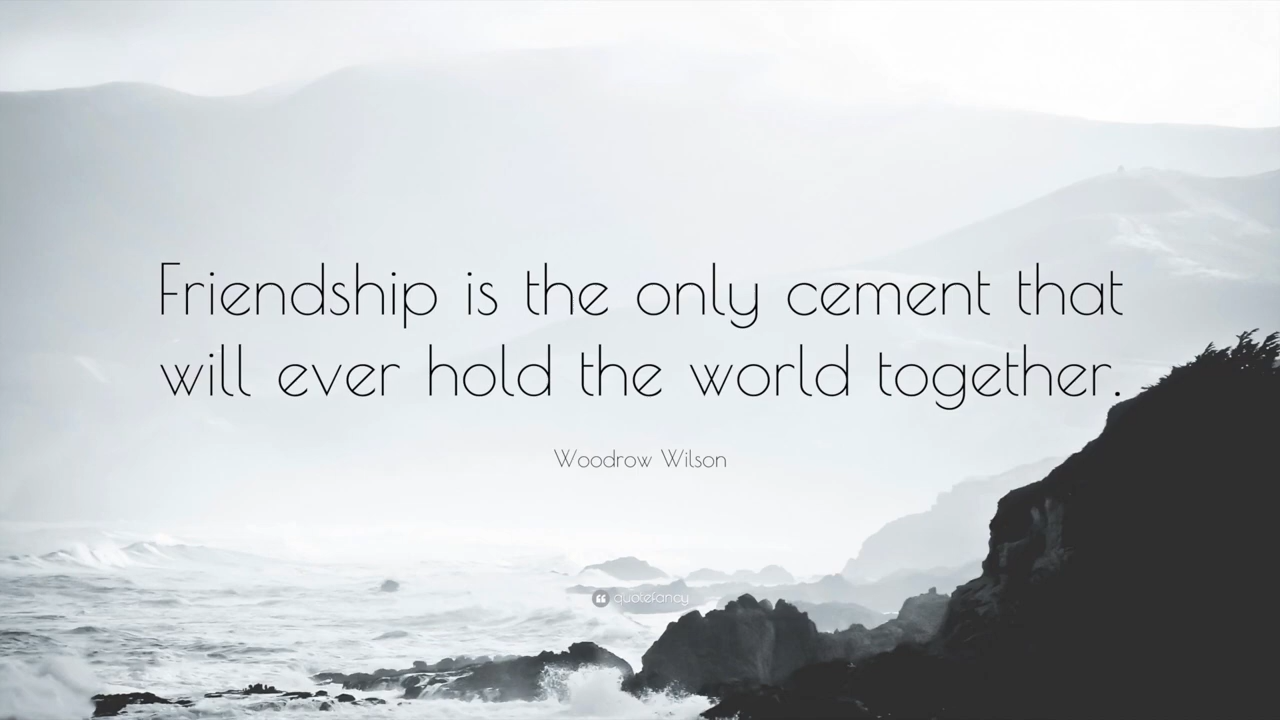 Friendship is the only cement that
will ever hold the world together.
Woodrow Wilson
quotefancy